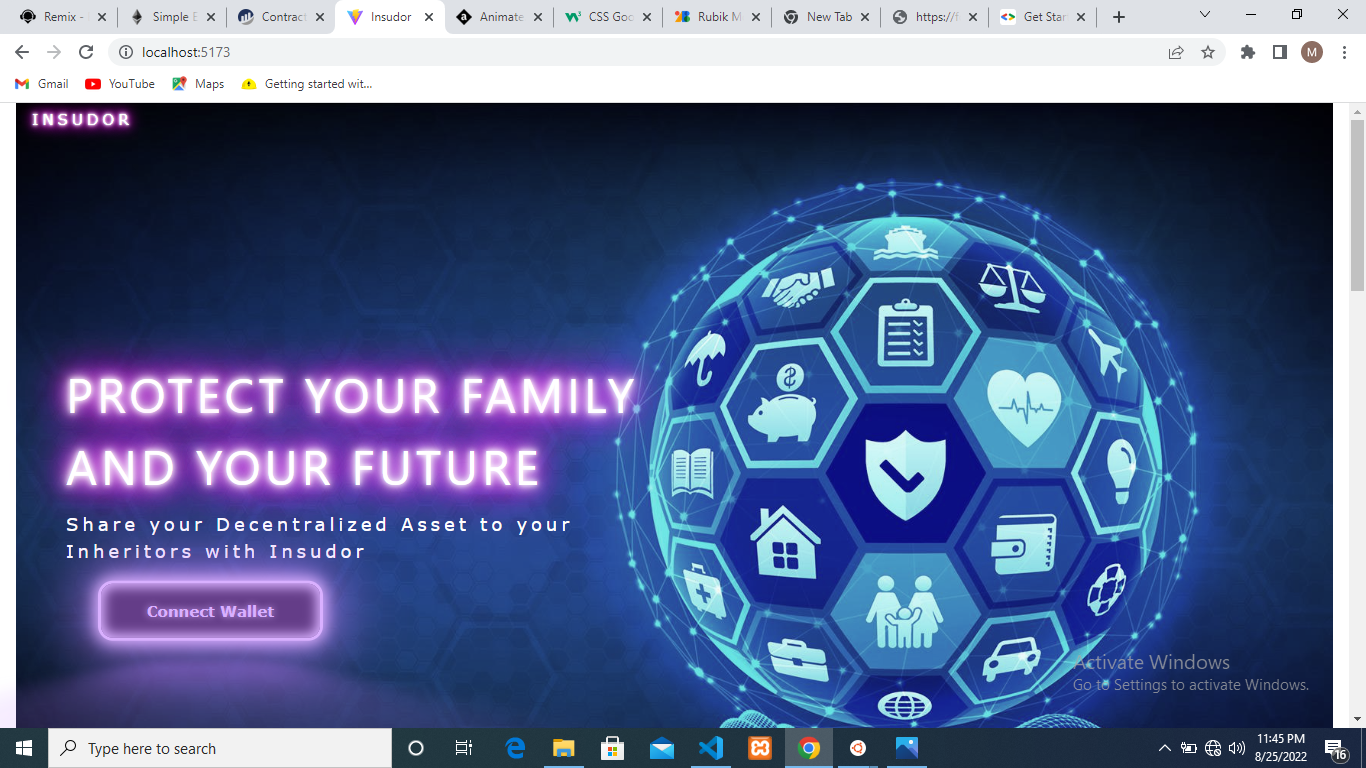 Remix -
Simple E
Contract
Insudor
Animate
CSS Goo
Rubik M
New Tab
https://f
Get Star
localhost:5173
M
Gmail
YouTube
Maps
Getting started wit...
INSUDOR
PROTECT YOUR FAMILY
AND YOUR FUTURE
Share your Decentralized Asset to your
Inheritors with Insudor
Connect Wallet
Activate Windows
Go to Settings to activate Windows.
Type here to search
11:45 PM
8/25/2022
16